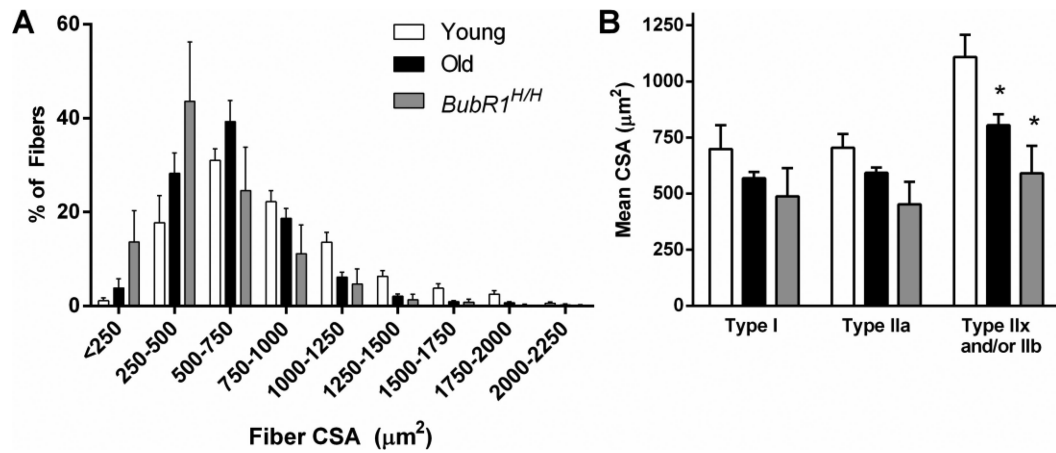 A
60
40
20
0
% of Fibers
Young
Old
BubR1^H/H
<250
250-500
500-750
750-1000
1000-1250
1250-1500
1500-1750
1750-2000
2000-2250
Fiber CSA (μm²)
B
1250
1000
750
500
250
0
Mean CSA (μm²)
*
*
Type I
Type IIa
Type IIx
and/or IIb